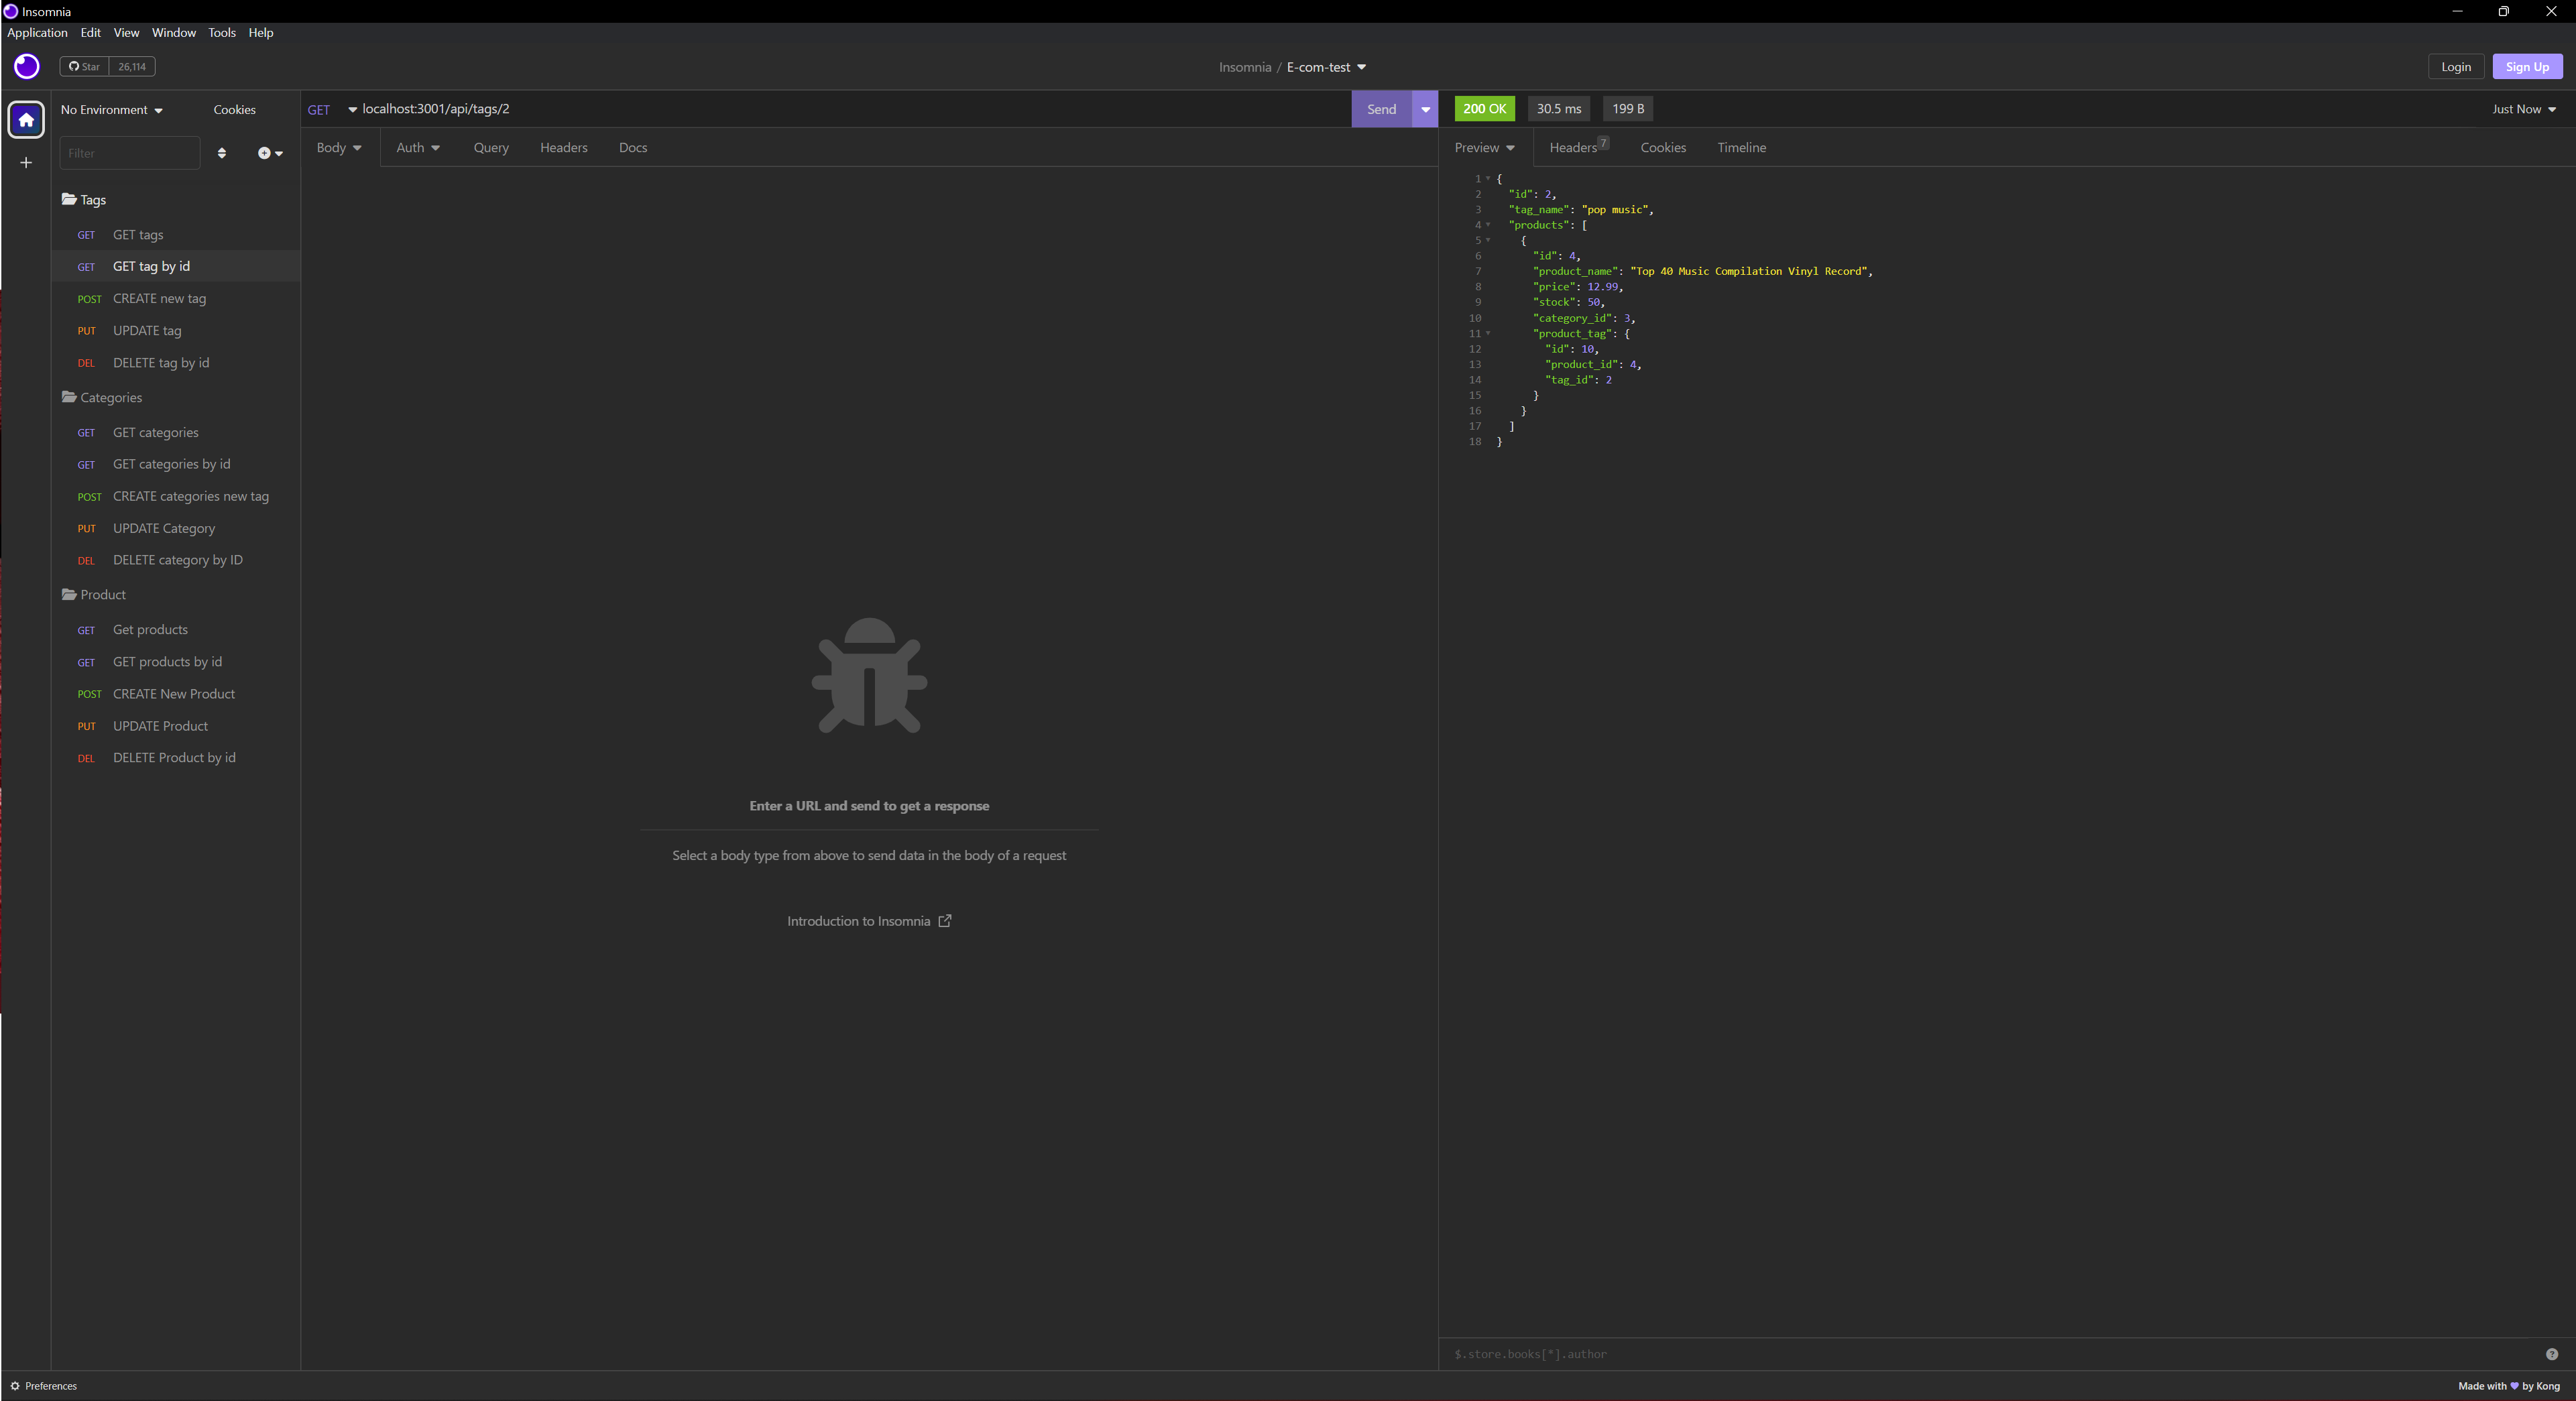 Insomnia
Application Edit View Window Tools Help
Star 26,114
Insomnia / E-com-test
Login Sign Up
No Environment Cookies
Filter
Tags
GET GET tags
GET GET tag by id
POST CREATE new tag
PUT UPDATE tag
DEL DELETE tag by id
Categories
GET GET categories
GET GET categories by id
POST CREATE categories new tag
PUT UPDATE Category
DEL DELETE category by ID
Product
GET Get products
GET GET products by id
POST CREATE New Product
PUT UPDATE Product
DEL DELETE Product by id
GET localhost:3001/api/tags/2 Send
Body Auth Query Headers Docs
Enter a URL and send to get a response
Select a body type from above to send data in the body of a request
Introduction to Insomnia
200 OK 30.5 ms 199 B Just Now
Preview Headers 7 Cookies Timeline
1 {
2 "id": 2,
3 "tag_name": "pop music",
4 "products": [
5 {
6 "id": 4,
7 "product_name": "Top 40 Music Compilation Vinyl Record",
8 "price": 12.99,
9 "stock": 50,
10 "category_id": 3,
11 "product_tag": {
12 "id": 10,
13 "product_id": 4,
14 "tag_id": 2
15 }
16 }
17 ]
18 }
$.store.books[*].author
Preferences
Made with by Kong